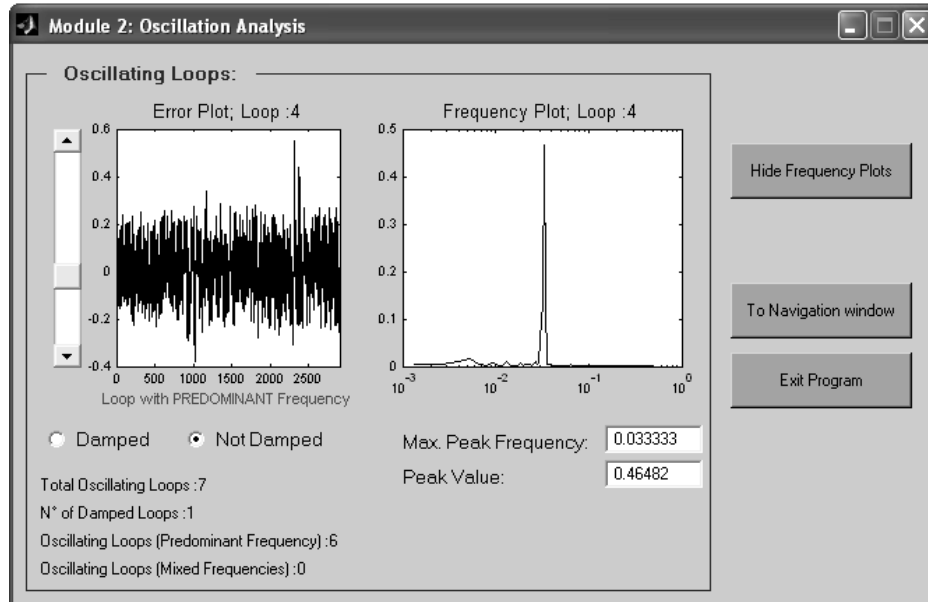 Module 2: Oscillation Analysis
Oscillating Loops:
Error Plot; Loop :4
0.6
0.4
0.2
0
-0.2
-0.4
0 500 1000 1500 2000 2500
Loop with PREDOMINANT Frequency
Frequency Plot; Loop :4
0.5
0.4
0.3
0.2
0.1
0
10-3 10-2 10-1 100
Hide Frequency Plots
To Navigation window
Exit Program
Damped Not Damped
Max. Peak Frequency: 0.033333
Peak Value: 0.46482
Total Oscillating Loops :7
N° of Damped Loops :1
Oscillating Loops (Predominant Frequency) :6
Oscillating Loops (Mixed Frequencies) :0